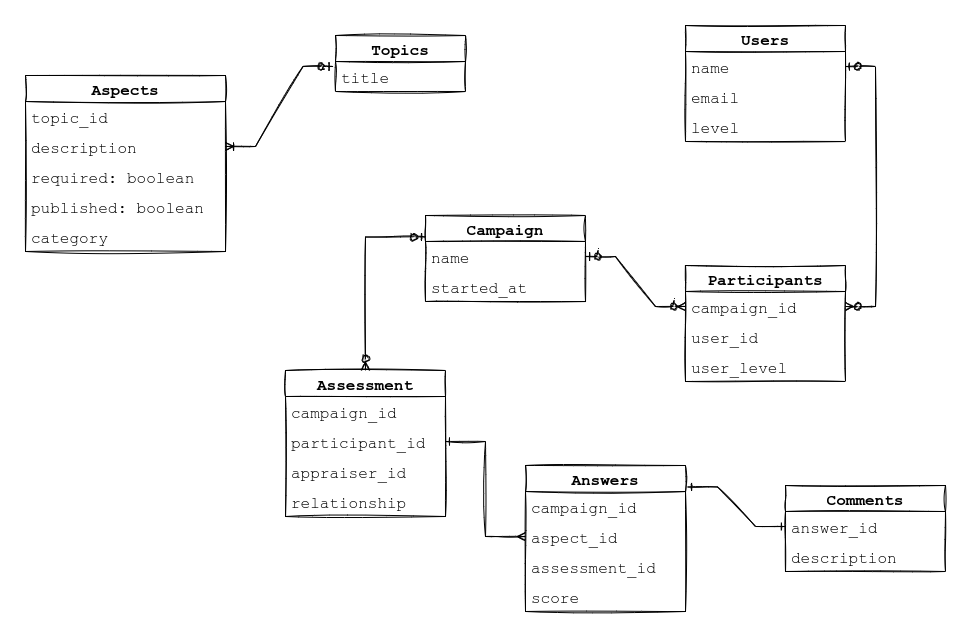 Topics
title
Users
name
email
level
Aspects
topic_id
description
required: boolean
published: boolean
category
Campaign
name
started_at
Participants
campaign_id
user_id
user_level
Assessment
campaign_id
participant_id
appraiser_id
relationship
Answers
campaign_id
aspect_id
assessment_id
score
Comments
answer_id
description